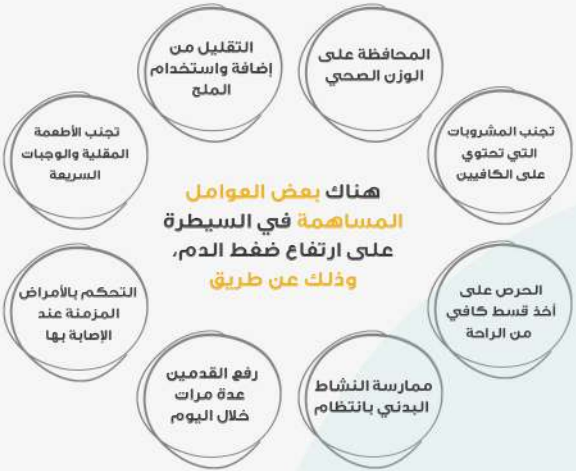 هناك بعض العوامل
المساهمة في السيطرة
على ارتفاع ضغط الدم،
وذلك عن طريق
المحافظة على
الوزن الصحي
تجنب المشروبات
التي تحتوي
على الكافيين
الحرص على
أخذ قسط كافي
من الراحة
ممارسة النشاط
البدني بانتظام
رفع القدمين
عدة مرات
خلال اليوم
التحكم بالأمراض
المزمنة عند
الإصابة بها
تجنب الأطعمة
المقلية والوجبات
السريعة
التقليل من
إضافة واستخدام
الملح